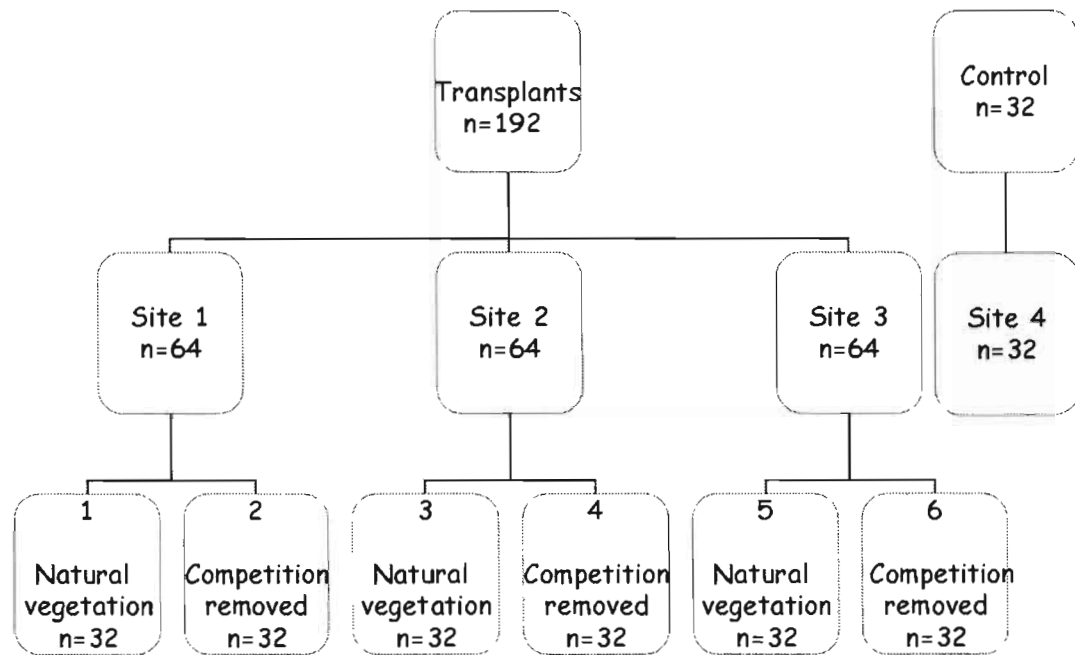 Transplants
n=192
Control
n=32
Site 1
n=64
Site 2
n=64
Site 3
n=64
Site 4
n=32
1
Natural
vegetation
n=32
2
Competition
removed
n=32
3
Natural
vegetation
n=32
4
Competition
removed
n=32
5
Natural
vegetation
n=32
6
Competition
removed
n=32